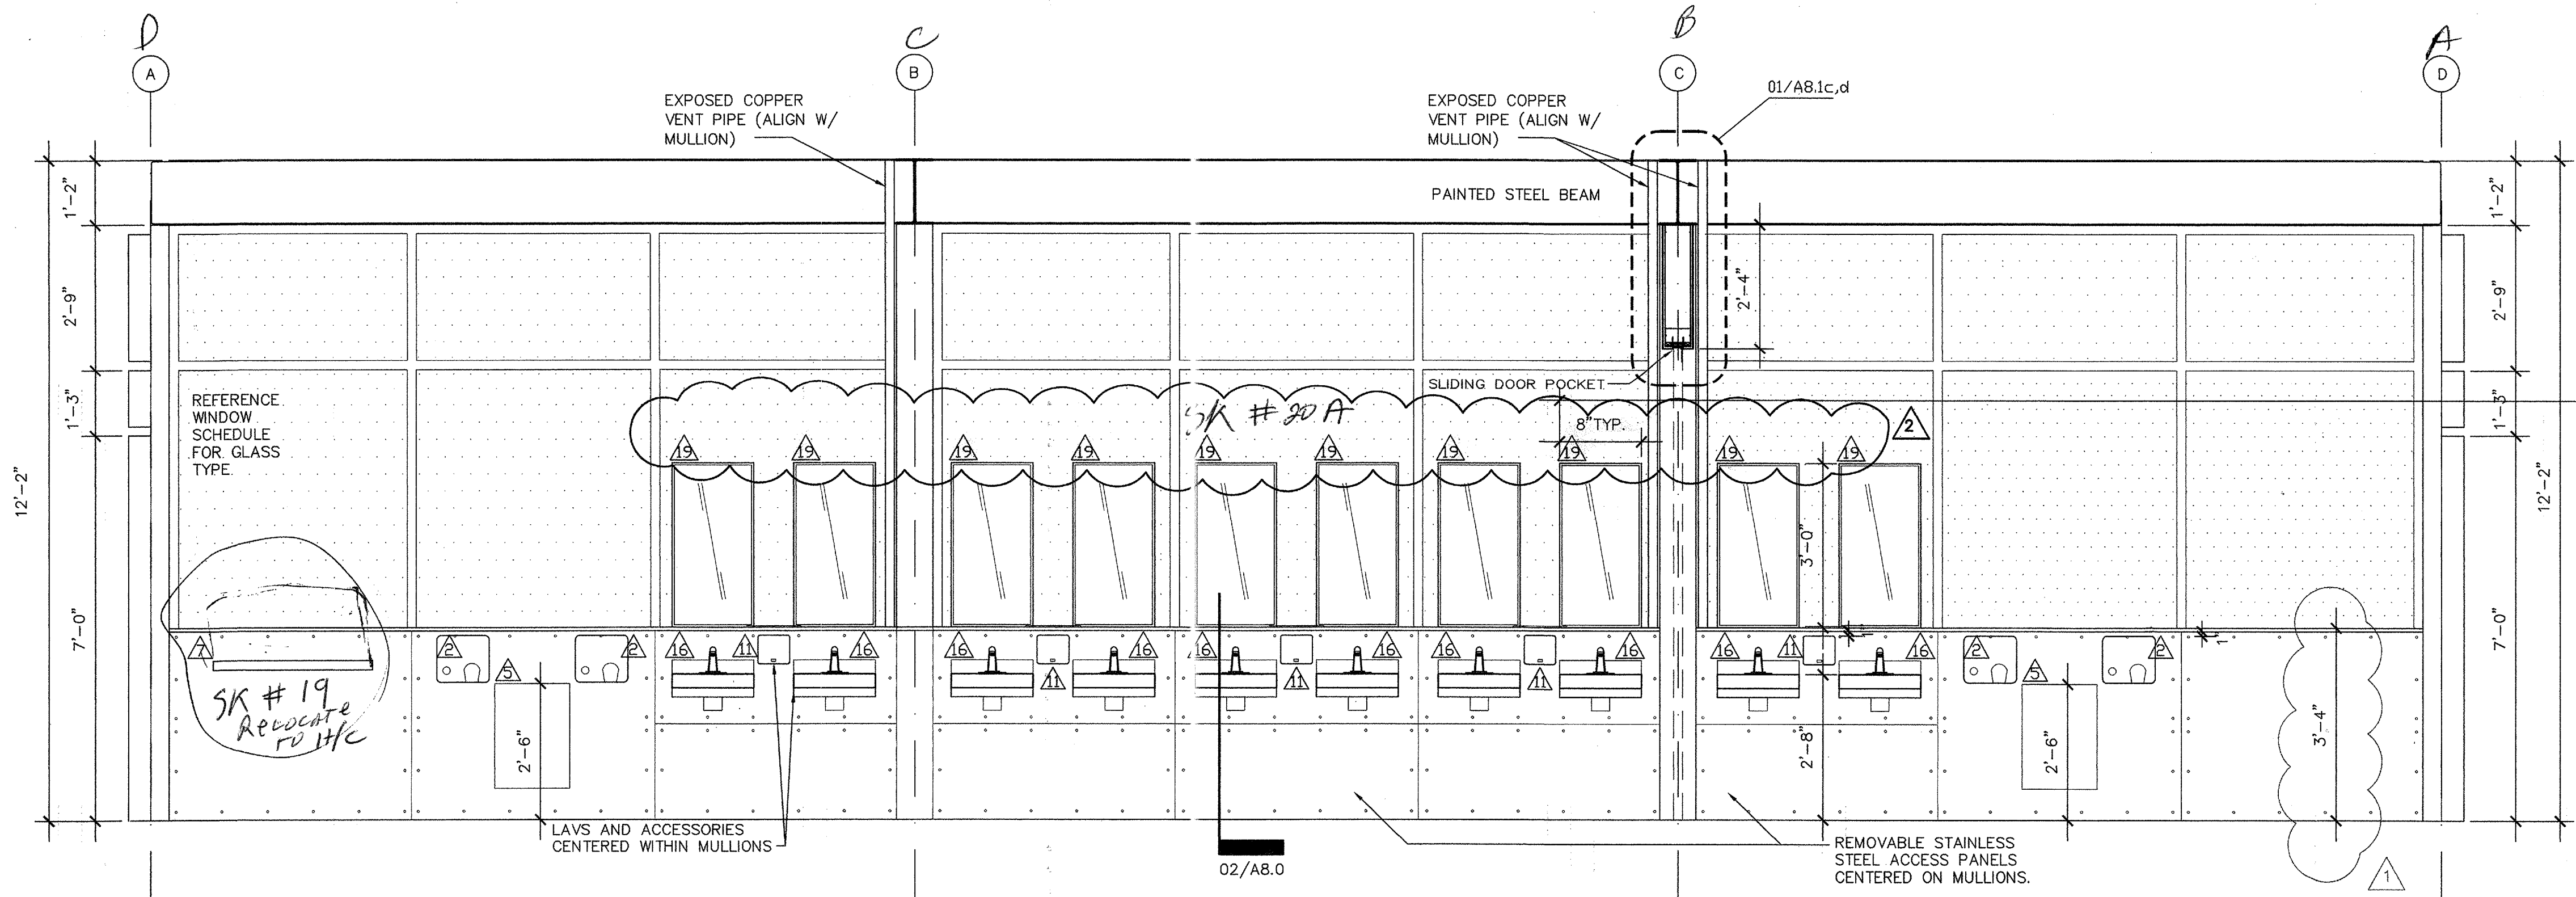 D
C
B
A
A
B
C
D
EXPOSED COPPER
VENT PIPE (ALIGN W/
MULLION)
EXPOSED COPPER
VENT PIPE (ALIGN W/
MULLION)
01/A8.1c,d
PAINTED STEEL BEAM
1'-2"
1'-2"
2'-9"
2'-4"
2'-9"
SLIDING DOOR POCKET
REFERENCE
WINDOW
SCHEDULE
FOR GLASS
TYPE.
1'-3"
SK # 20 A
8" TYP.
2
1'-3"
19 19 19 19 19 19 19 19 19 19
12'-2"
12'-2"
3'-0"
7'-0"
7'-0"
7 2 2 16 11 16 16 16 16 16 16 16 11 16 2 2
1"
1"
5 11 11 11 5
SK # 19
RELOCATE
TO H/C
2'-6"
2'-8"
2'-6"
3'-4"
LAVS AND ACCESSORIES
CENTERED WITHIN MULLIONS
02/A8.0
REMOVABLE STAINLESS
STEEL ACCESS PANELS
CENTERED ON MULLIONS.
1